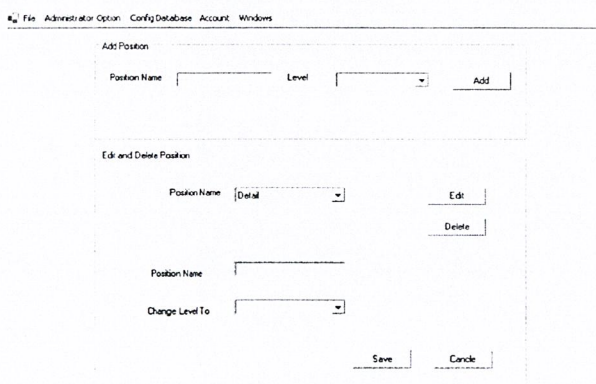 File Administrator Option Config Database Account Windows
Add Position
Position Name Level Add
Edit and Delete Position
Position Name Detail Edit
Delete
Position Name
Change Level To
Save Cancle